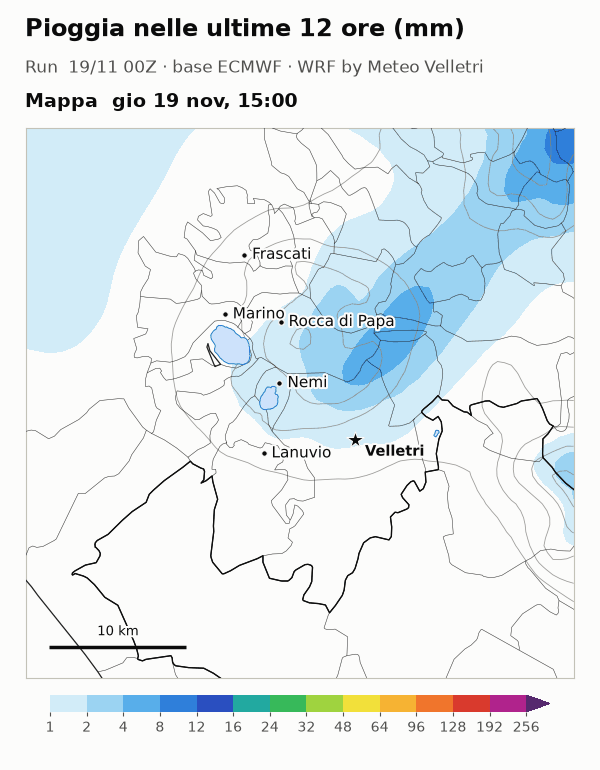 Pioggia nelle ultime 12 ore (mm)
Run 19/11 00Z · base ECMWF · WRF by Meteo Velletri
Mappa gio 19 nov, 15:00
Frascati
Marino
Rocca di Papa
Nemi
Velletri
Lanuvio
10 km
1 2 4 8 12 16 24 32 48 64 96 128 192 256